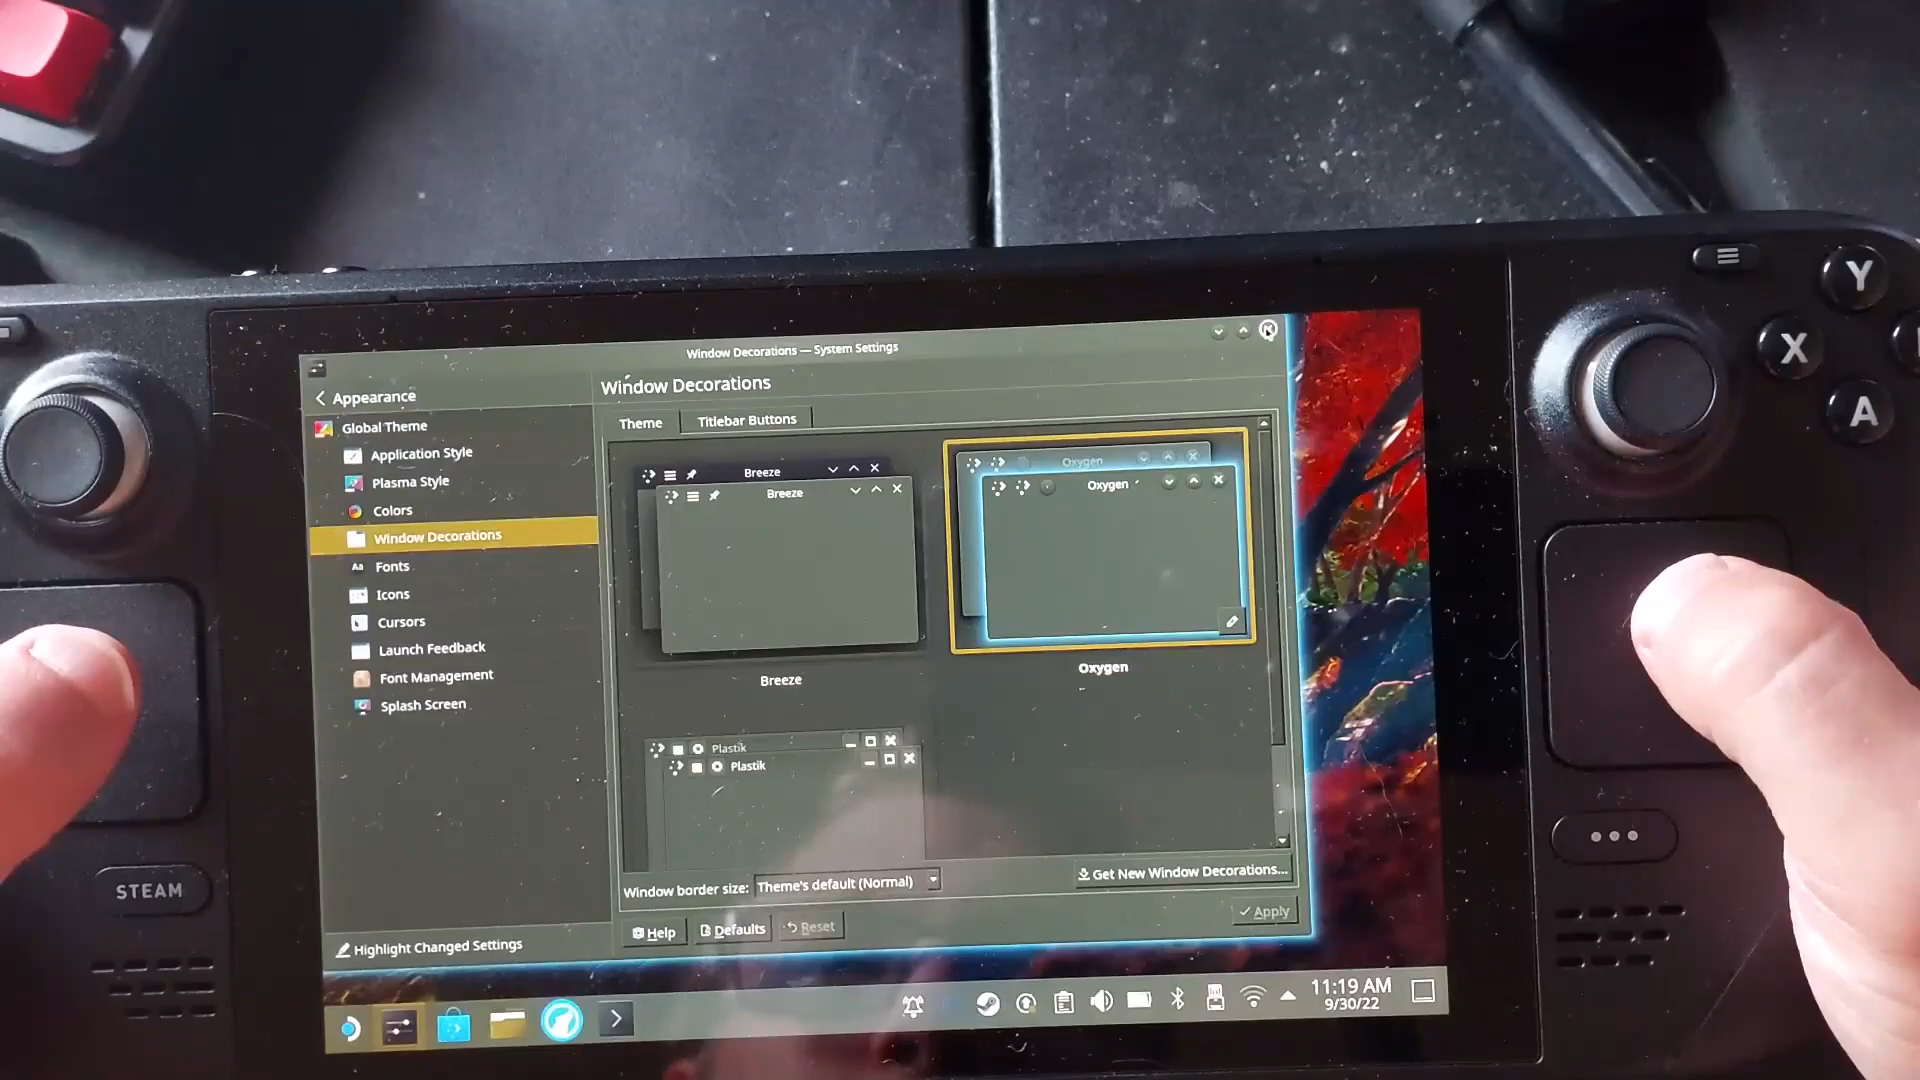 Window Decorations — System Settings
Appearance
Window Decorations
Global Theme
Theme
Titlebar Buttons
Application Style
Plasma Style
Colors
Window Decorations
Aa Fonts
Icons
Cursors
Launch Feedback
Font Management
Splash Screen
Breeze
Breeze
Breeze
Oxygen
Oxygen
Oxygen
Plastik
Plastik
Window border size: Theme's default (Normal)
Get New Window Decorations...
Help
Defaults
Reset
Apply
Highlight Changed Settings
11:19 AM
9/30/22
STEAM
Y
X
A